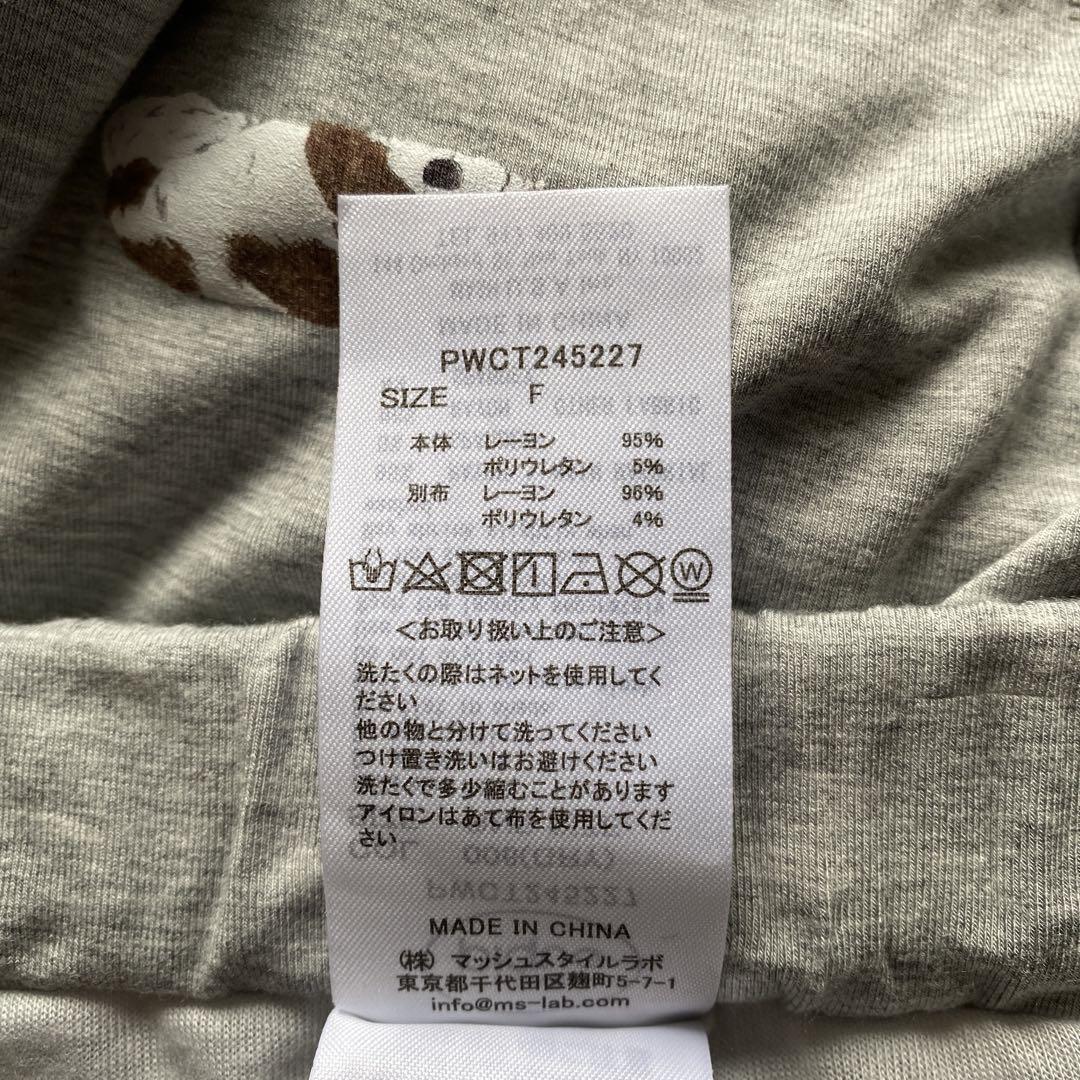 PWCT245227
SIZE F
本体 レーヨン 95%
ポリウレタン 5%
別布 レーヨン 96%
ポリウレタン 4%
W
<お取り扱い上のご注意>
洗たくの際はネットを使用してく
ださい
他の物と分けて洗ってください
つけ置き洗いはお避けください
洗たくで多少縮むことがあります
アイロンはあて布を使用してくだ
さい
MADE IN CHINA
(株) マッシュスタイルラボ
東京都千代田区麹町5-7-1
info@ms-lab.com